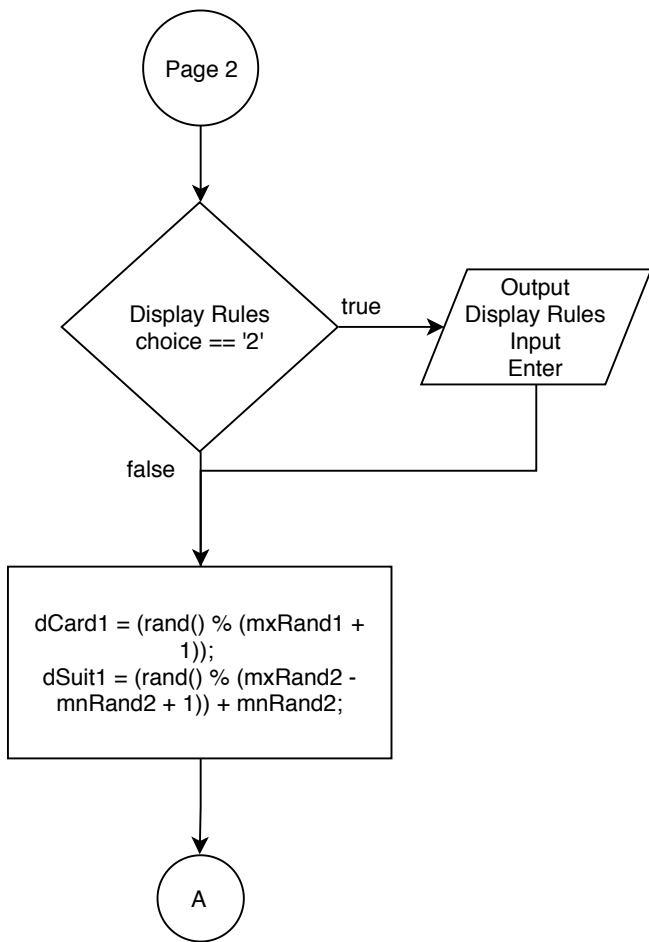 Page 2
Display Rules
choice == '2'
true
Output
Display Rules
Input
Enter
false
dCard1 = (rand() % (mxRand1 +
1));
dSuit1 = (rand() % (mxRand2 -
mnRand2 + 1)) + mnRand2;
A